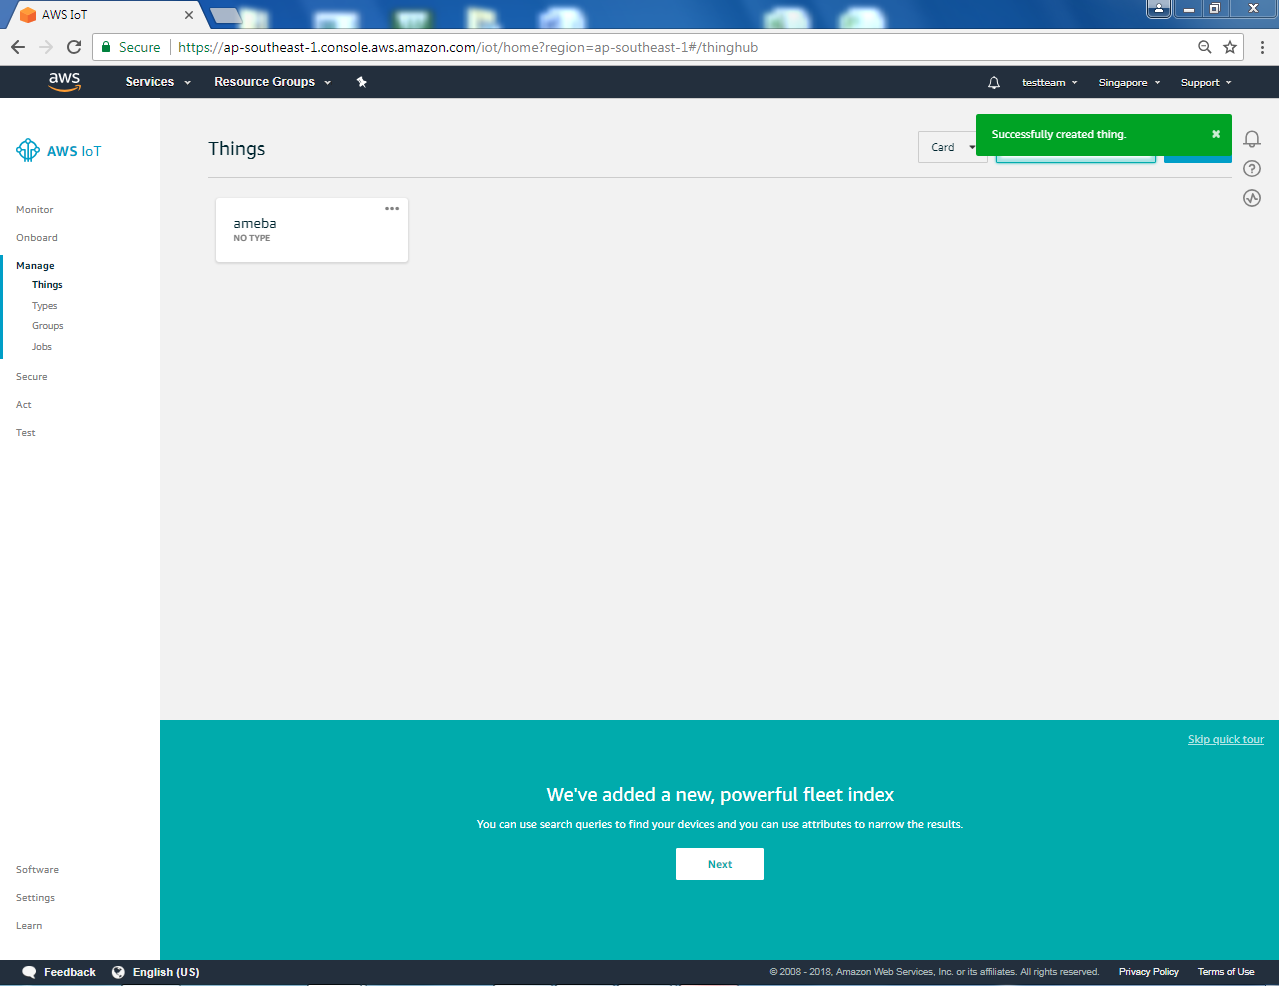 AWS IoT
Secure
https://ap-southeast-1.console.aws.amazon.com/iot/home?region=ap-southeast-1#/thinghub
aws
Services
Resource Groups
testteam
Singapore
Support
AWS IoT
Things
Card
Successfully created thing.
ameba
NO TYPE
Monitor
Onboard
Manage
Things
Types
Groups
Jobs
Secure
Act
Test
Skip quick tour
We've added a new, powerful fleet index
You can use search queries to find your devices and you can use attributes to narrow the results.
Next
Software
Settings
Learn
Feedback
English (US)
© 2008 - 2018, Amazon Web Services, Inc. or its affiliates. All rights reserved.
Privacy Policy
Terms of Use